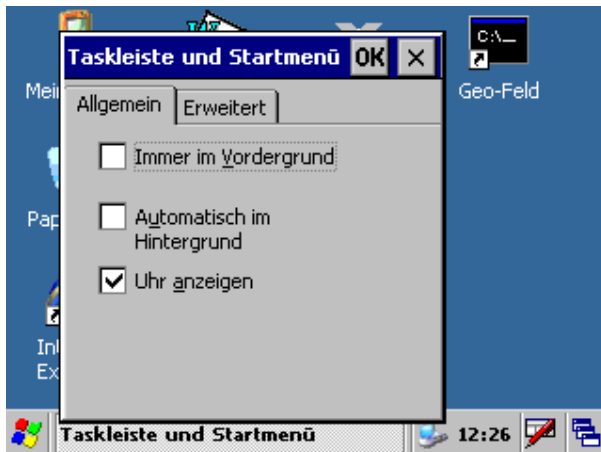 Taskleiste und Startmenü OK
Geo-Feld
Allgemein Erweitert
Immer im Vordergrund
Automatisch im
Hintergrund
Uhr anzeigen
Taskleiste und Startmenü 12:26